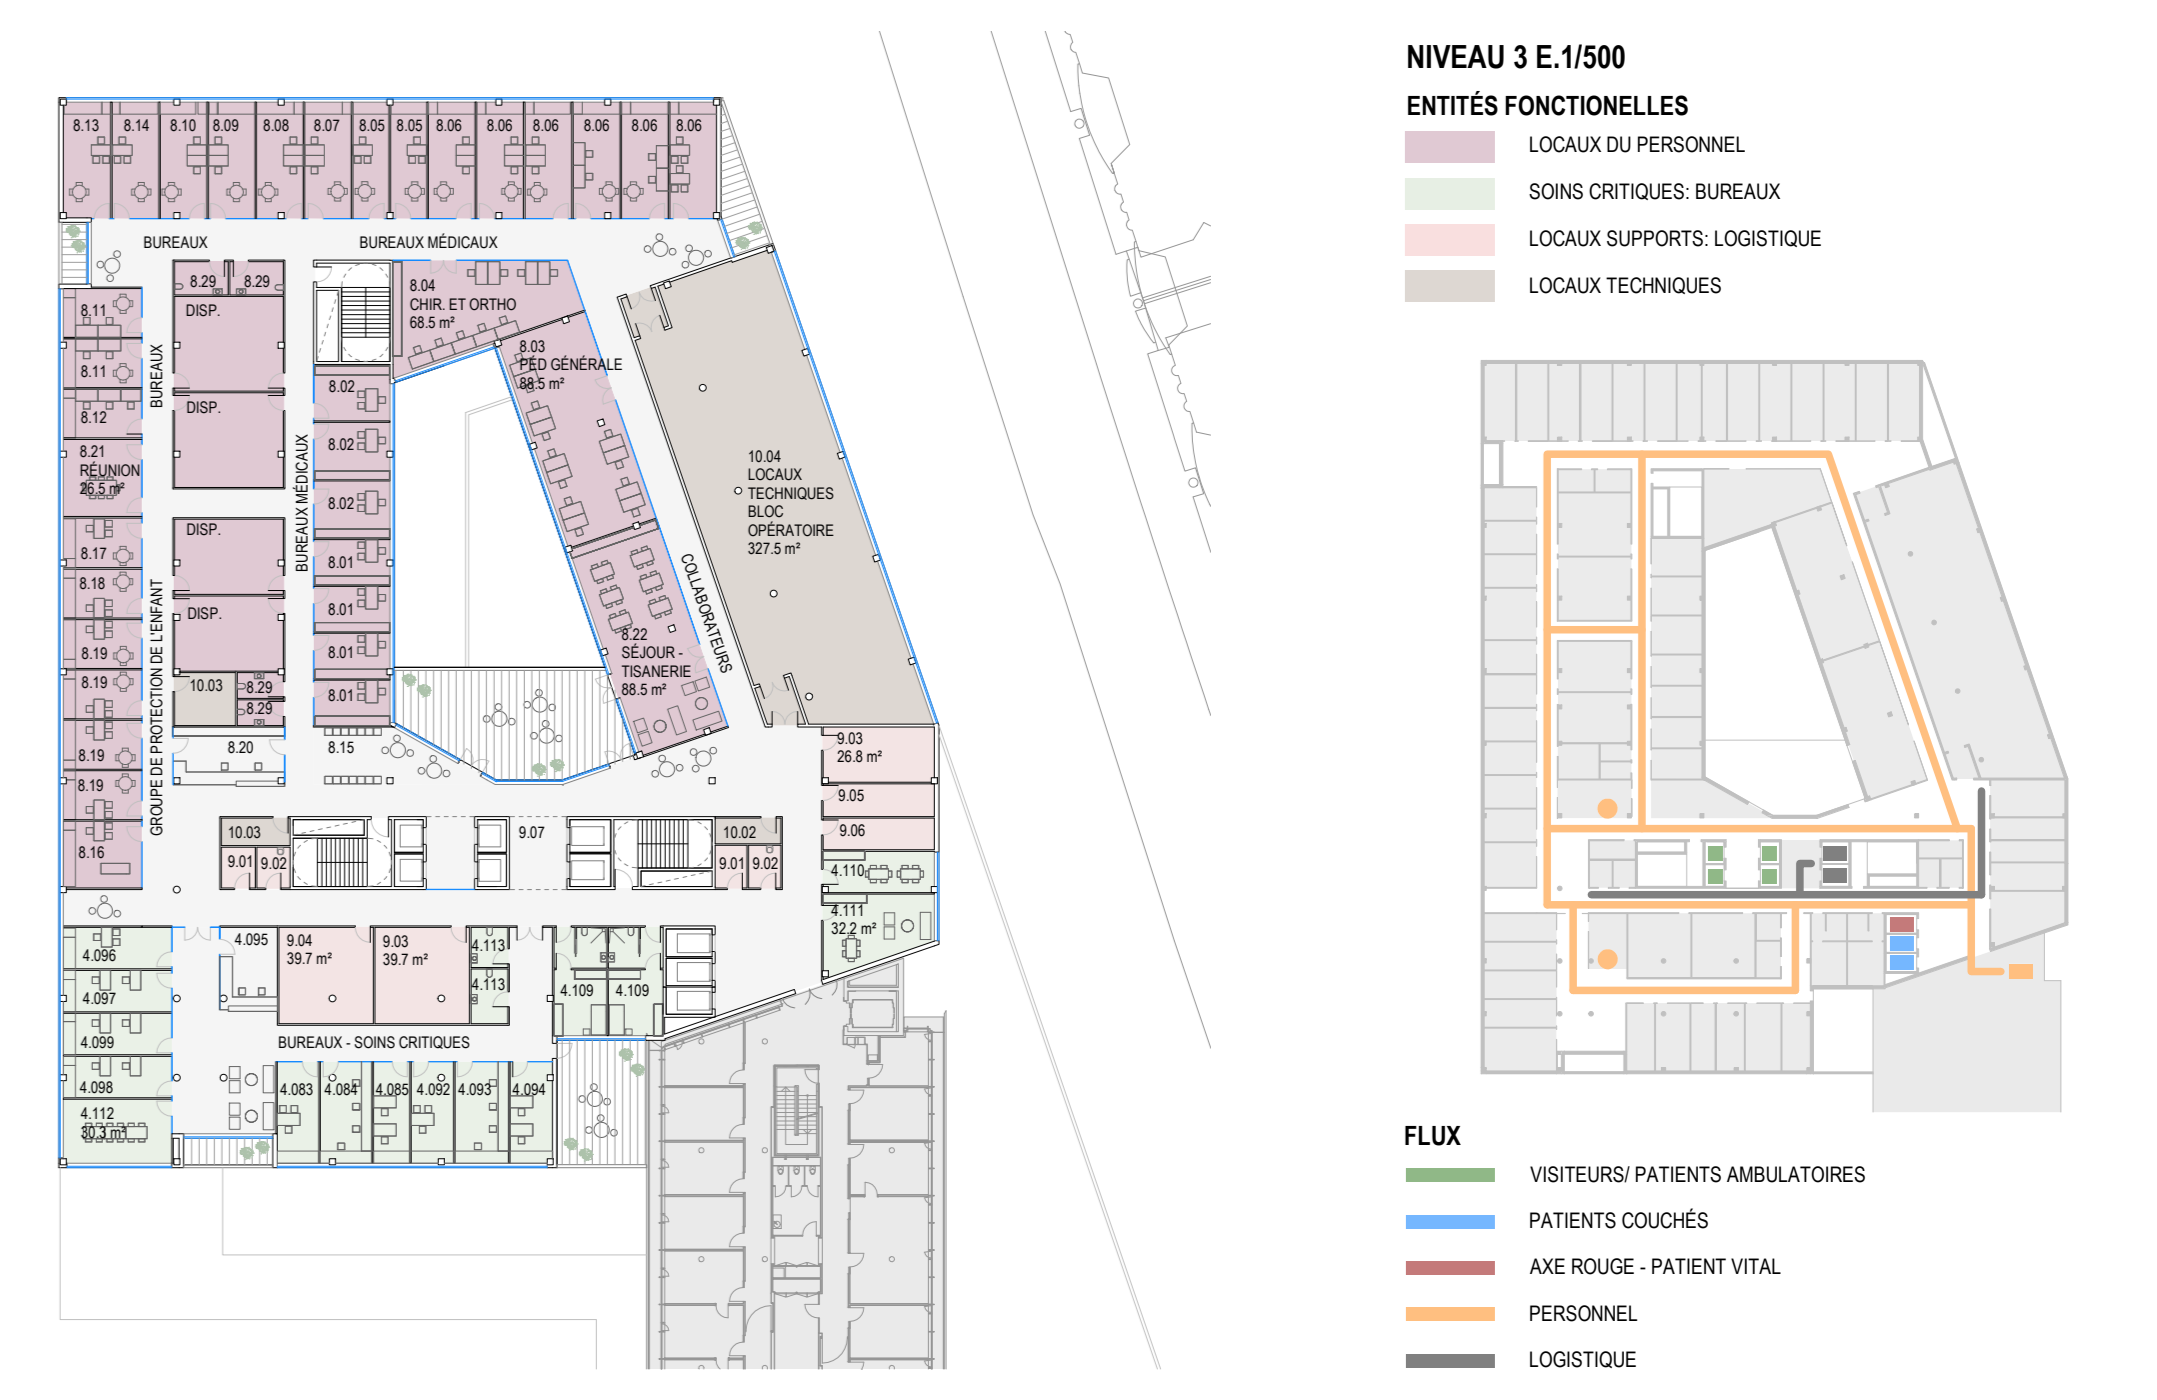 NIVEAU 3 E.1/500
ENTITÉS FONCTIONELLES
LOCAUX DU PERSONNEL
SOINS CRITIQUES: BUREAUX
LOCAUX SUPPORTS: LOGISTIQUE
LOCAUX TECHNIQUES
8.13 8.14 8.10 8.09 8.08 8.07 8.05 8.05 8.06 8.06 8.06 8.06 8.06 8.06
BUREAUX
BUREAUX MÉDICAUX
8.29 8.29
8.04
CHIR. ET ORTHO
68.5 m²
8.11
DISP.
8.03
PÉD GÉNÉRALE
88.5 m²
8.11
BUREAUX
8.02
8.12
DISP.
8.02
8.21
RÉUNION
26.5 m²
BUREAUX MÉDICAUX
8.02
10.04
LOCAUX
TECHNIQUES
BLOC
OPÉRATOIRE
327.5 m²
8.17
DISP.
8.01
8.18
GROUPE DE PROTECTION DE L'ENFANT
8.01
COLLABORATEURS
DISP.
8.19
8.01
8.22
SÉJOUR -
TISANERIE
88.5 m²
8.19
10.03
8.29
8.29
8.01
8.19
8.20
8.15
9.03
26.8 m²
8.19
9.05
8.16
10.03
9.07
10.02
9.06
9.01 9.02
9.01 9.02
4.110
4.111
32.2 m²
4.096
4.095
9.04
39.7 m²
9.03
39.7 m²
4.113
4.113
4.109 4.109
4.097
4.099
BUREAUX - SOINS CRITIQUES
4.098
4.083 4.084 4.085 4.092 4.093 4.094
4.112
30.3 m²
FLUX
VISITEURS/ PATIENTS AMBULATOIRES
PATIENTS COUCHÉS
AXE ROUGE - PATIENT VITAL
PERSONNEL
LOGISTIQUE